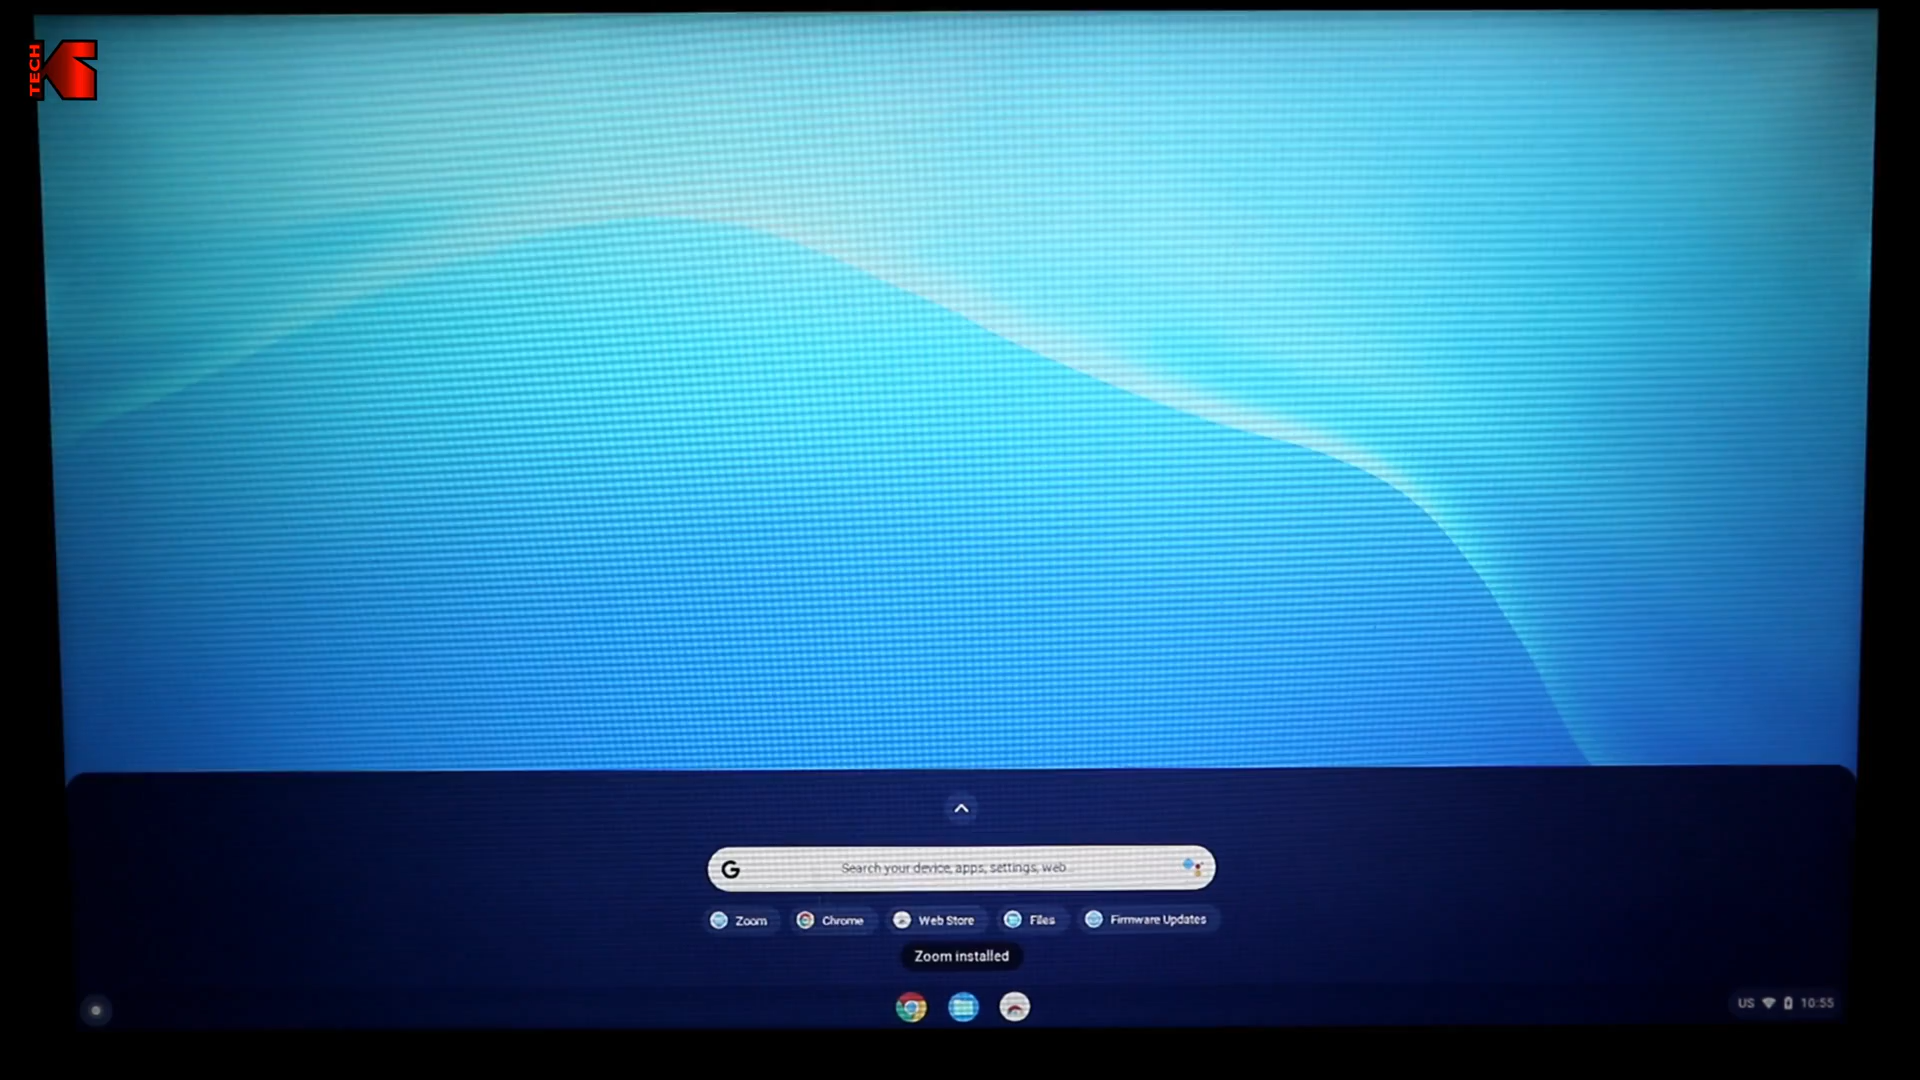 TECH
K
Search your device, apps, settings, web...
Zoom
Chrome
Web Store
Files
Firmware Updates
Zoom installed
US
10:55